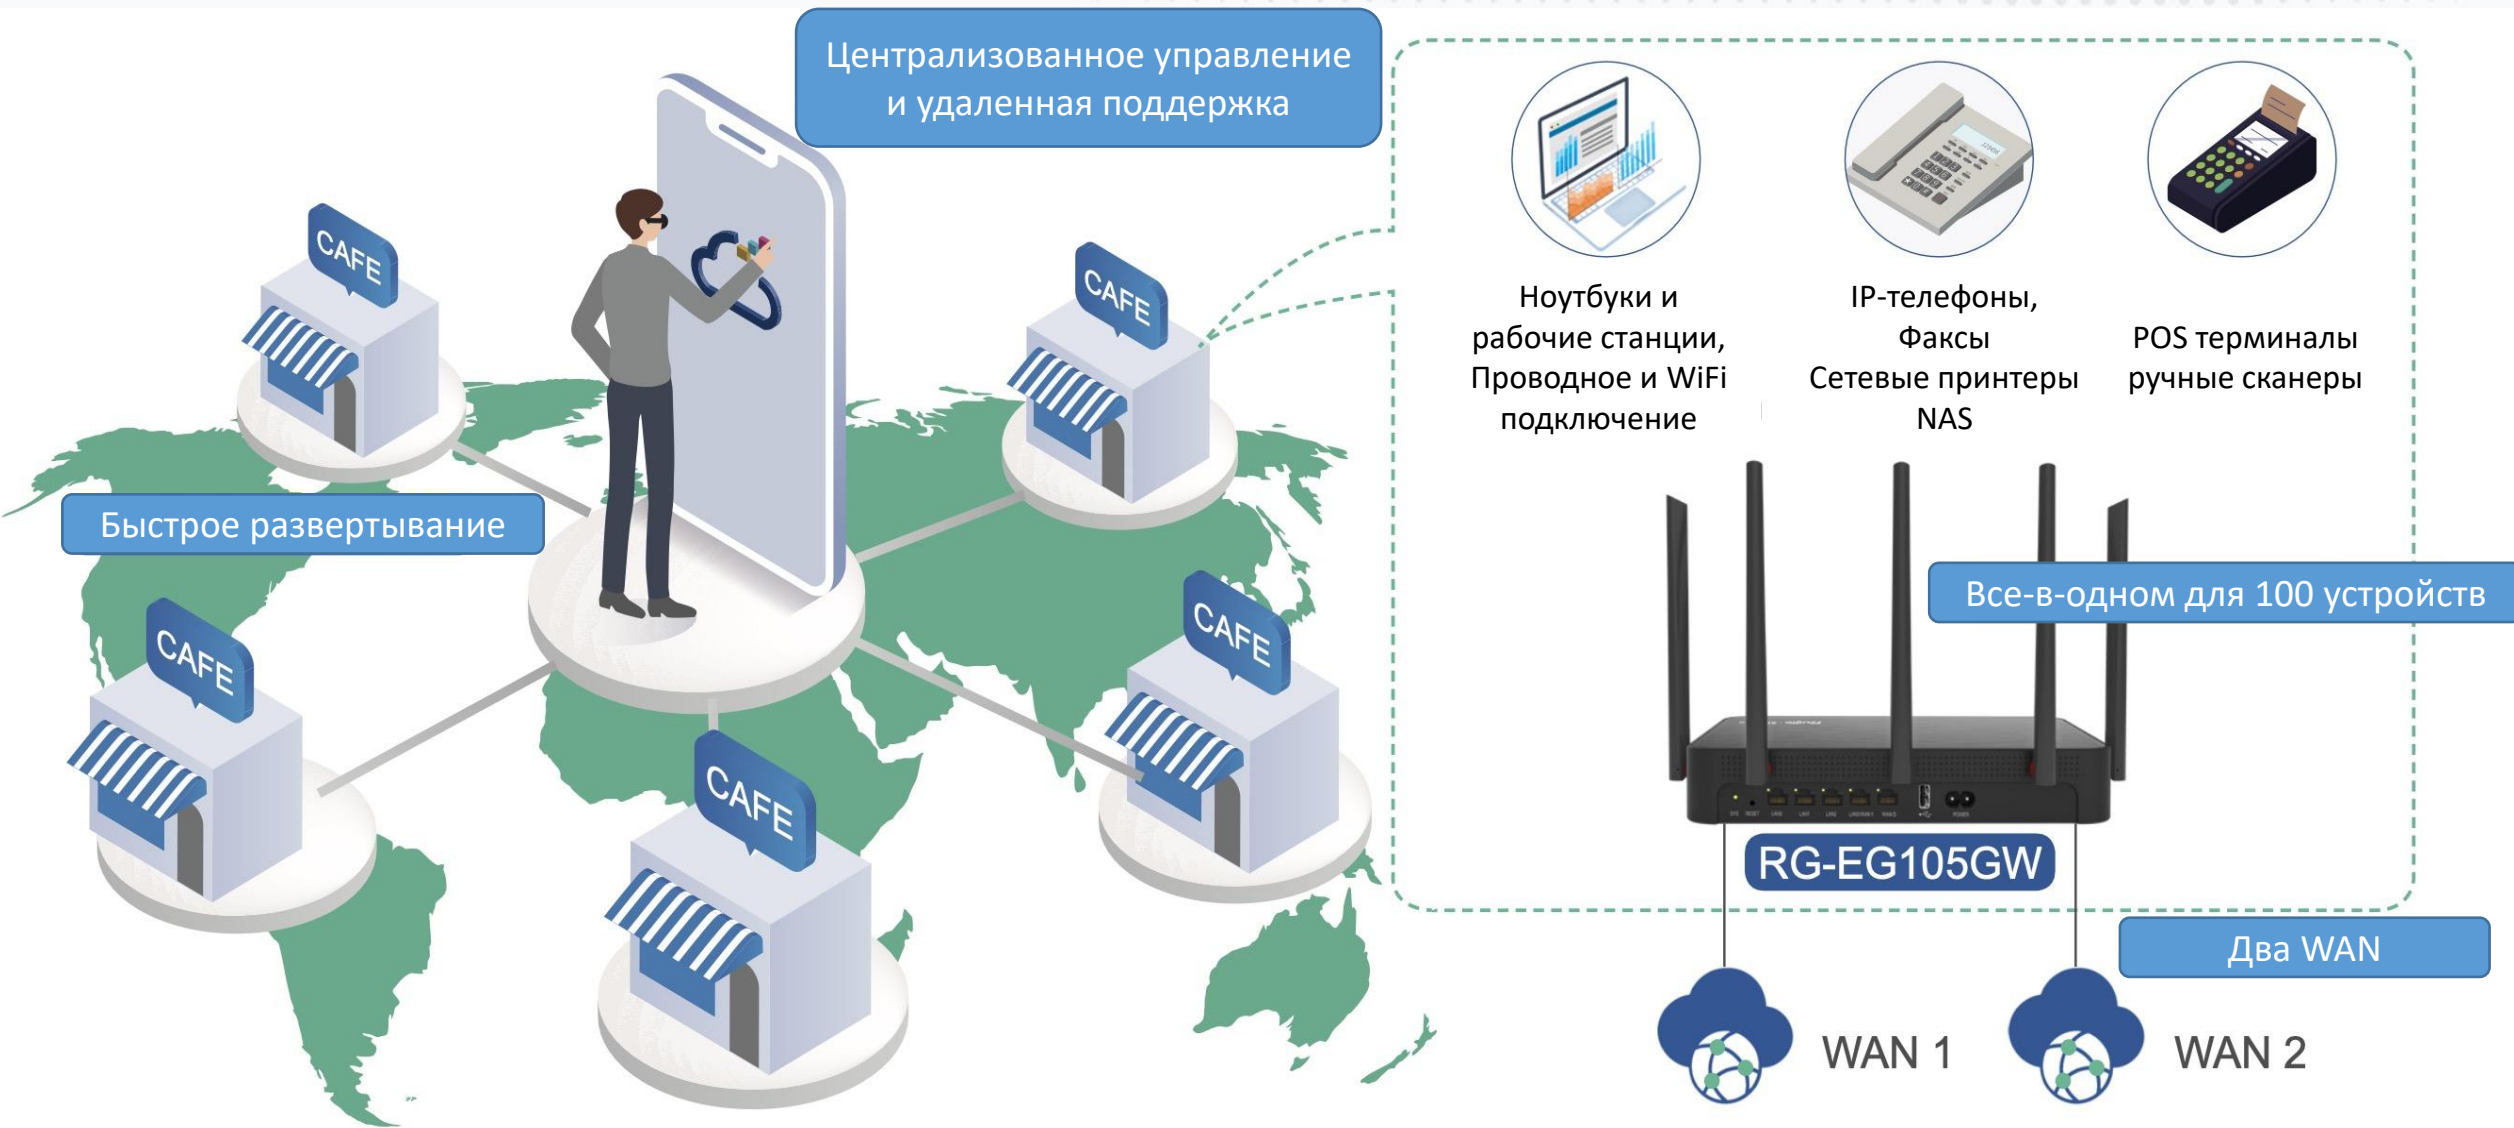 Централизованное управление
и удаленная поддержка
CAFE
CAFE
Быстрое развертывание
CAFE
CAFE
CAFE
Ноутбуки и
рабочие станции,
Проводное и WiFi
подключение
IP-телефоны,
Факсы
Сетевые принтеры
NAS
POS терминалы
ручные сканеры
Все-в-одном для 100 устройств
RESET
POWER
RG-EG105GW
Два WAN
WAN 1
WAN 2